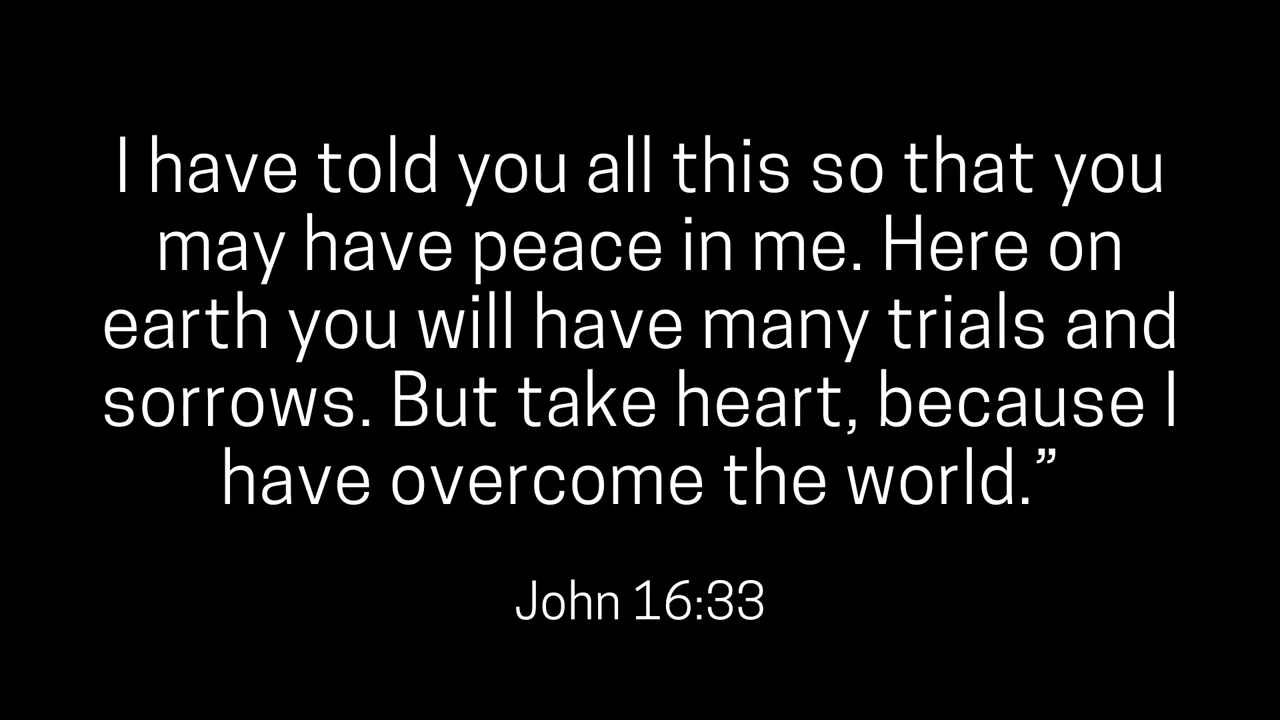 I have told you all this so that you
may have peace in me. Here on
earth you will have many trials and
sorrows. But take heart, because I
have overcome the world.”
John 16:33